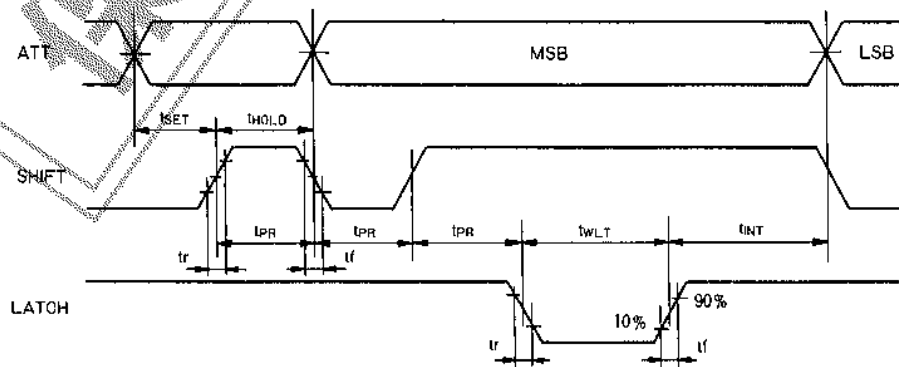 ATT MSB LSB
tSET tHOLD
SHIFT
tPR tPR tPR tWLT tINT
tr tf
LATCH 10% 90%
tr tf